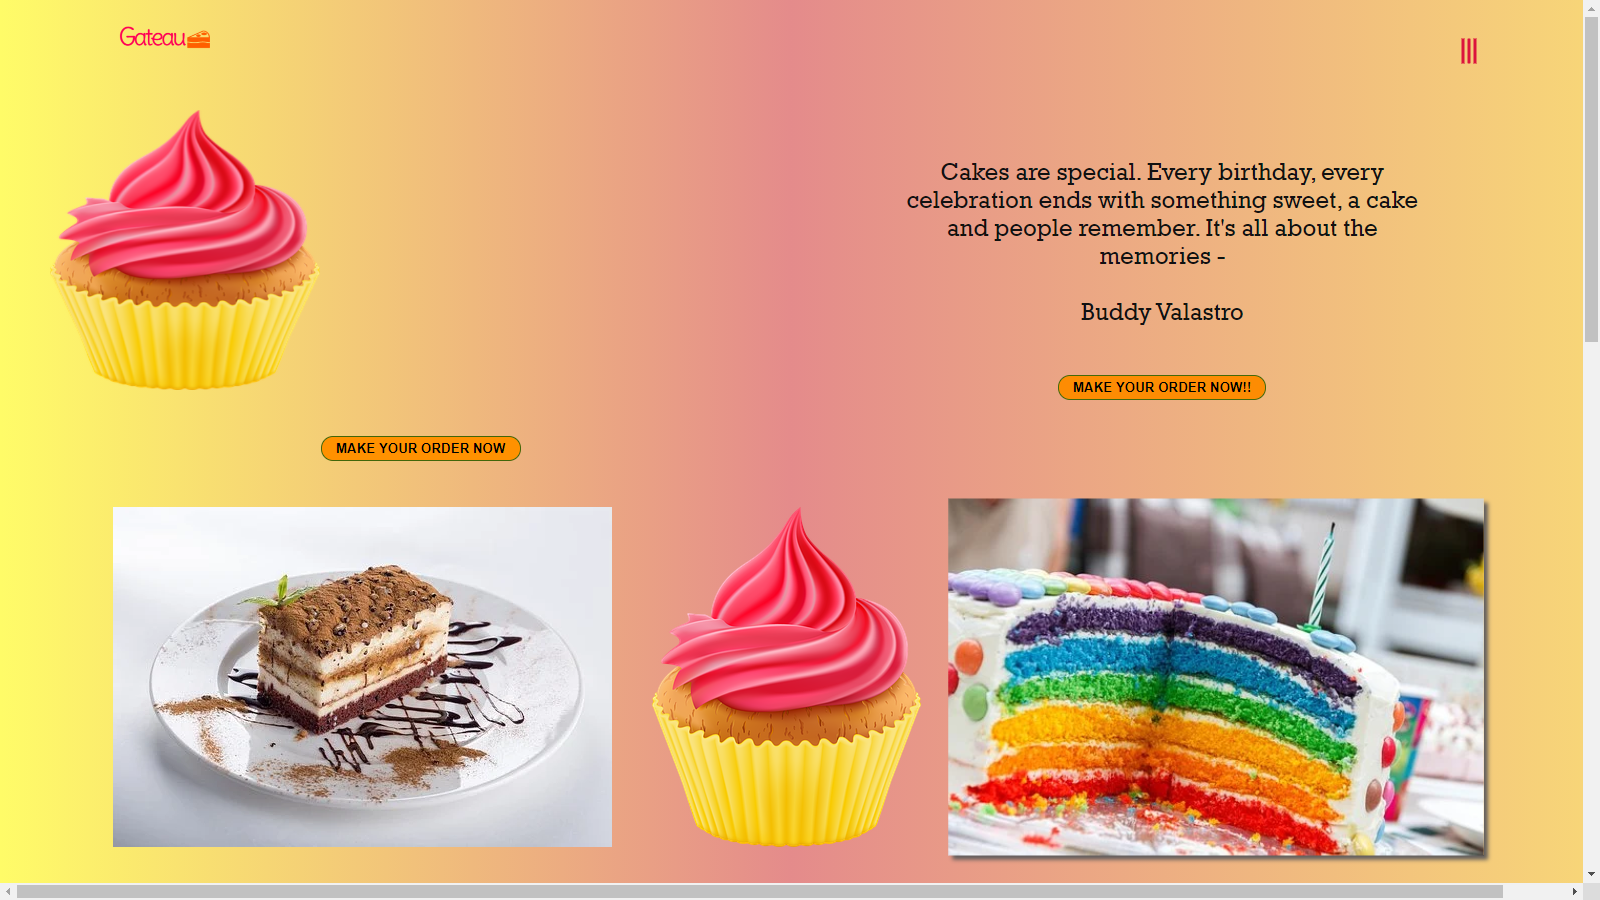 Gateau
Cakes are special. Every birthday, every
celebration ends with something sweet, a cake
and people remember. It's all about the
memories -
Buddy Valastro
MAKE YOUR ORDER NOW!!
MAKE YOUR ORDER NOW